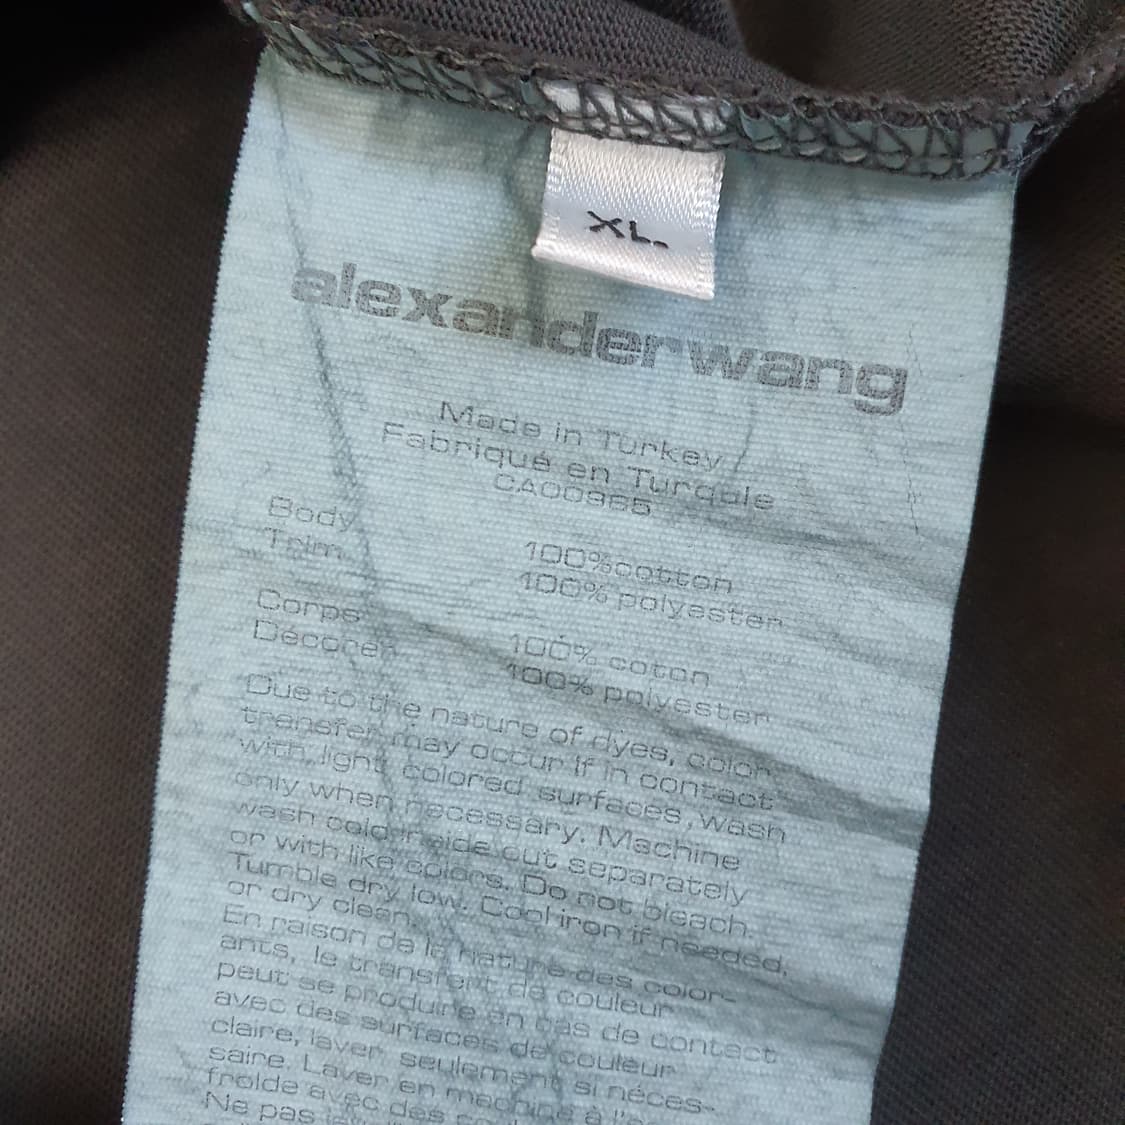 XL.
alexanderwang
Made in Turkey
Fabriqué en Turquie
CA00965
Body 100%cotton
Trim 100% polyester
Corps 100% coton
Décorer 100% polyester
Due to the nature of dyes, color
transfer may occur if in contact
with light colored surfaces, wash
only when necessary. Machine
wash cold inside out separately
or with like colors. Do not bleach.
Tumble dry low. Cool iron if needed,
or dry clean.
En raison de la nature des color-
ants, le transfert de couleur
peut se produire en cas de contact
avec des surfaces de couleur
claire, laver seulement si néces-
saire. Laver en machine à
froide avec des
Ne pas